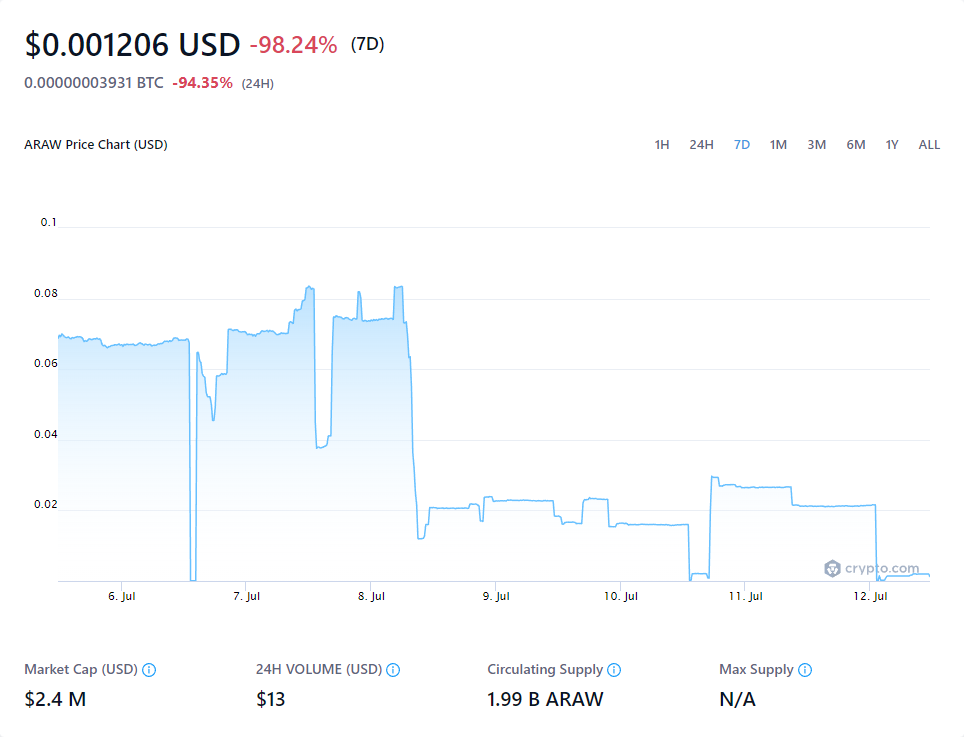 $0.001206 USD -98.24% (7D)
0.00000003931 BTC -94.35% (24H)
ARAW Price Chart (USD) 1H 24H 7D 1M 3M 6M 1Y ALL
0.1
0.08
0.06
0.04
0.02
crypto.com
6. Jul 7. Jul 8. Jul 9. Jul 10. Jul 11. Jul 12. Jul
Market Cap (USD) 24H VOLUME (USD) Circulating Supply Max Supply
$2.4 M $13 1.99 B ARAW N/A